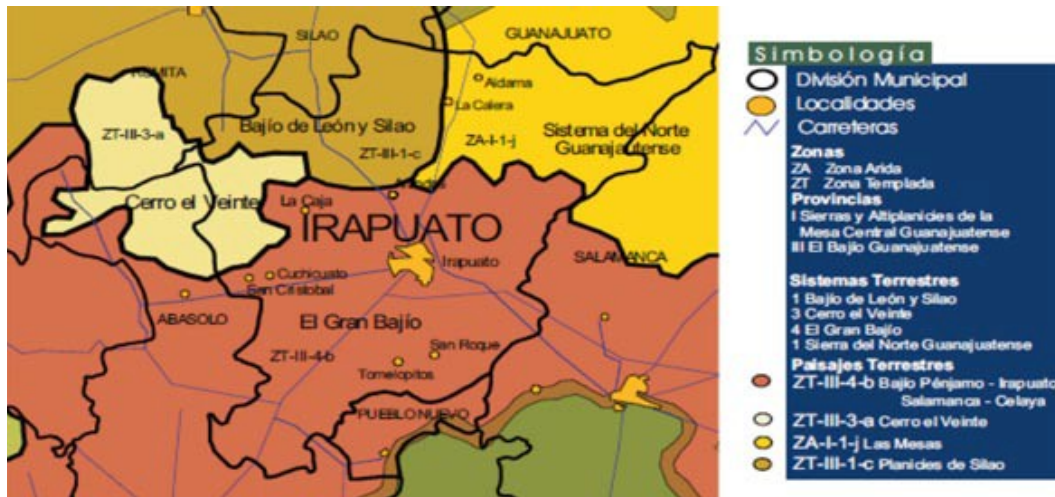 SILAO
GUANAJUATO
ROMITA
Aldama
La Calera
ZT-III-3-a
Bajío de León y Silao
ZA-I-1-j
Sistema del Norte
Guanajautense
ZT-III-1-c
Cerro el Veinte
La Caja
IRAPUATO
Irapuato
SALAMANCA
Cuchicuato
San Cristobal
ABASOLO
El Gran Bajío
San Roque
ZT-III-4-b
Tomelopitos
PUEBLO NUEVO
Simbología
División Municipal
Localidades
Carreteras
Zonas
ZA Zona Arida
ZT Zona Templada
Provincias
I Sierras y Altiplanicies de la
Mesa Central Guanajuatense
III El Bajío Guanajuatense
Sistemas Terrestres
1 Bajío de León y Silao
3 Cerro el Veinte
4 El Gran Bajío
1 Sierra del Norte Guanajuatense
Paisajes Terrestres
ZT-III-4-b Bajío Pénjamo - Irapuato
Salamanca - Celaya
ZT-III-3-a Cerro el Veinte
ZA-I-1-j Las Mesas
ZT-III-1-c Planicies de Silao